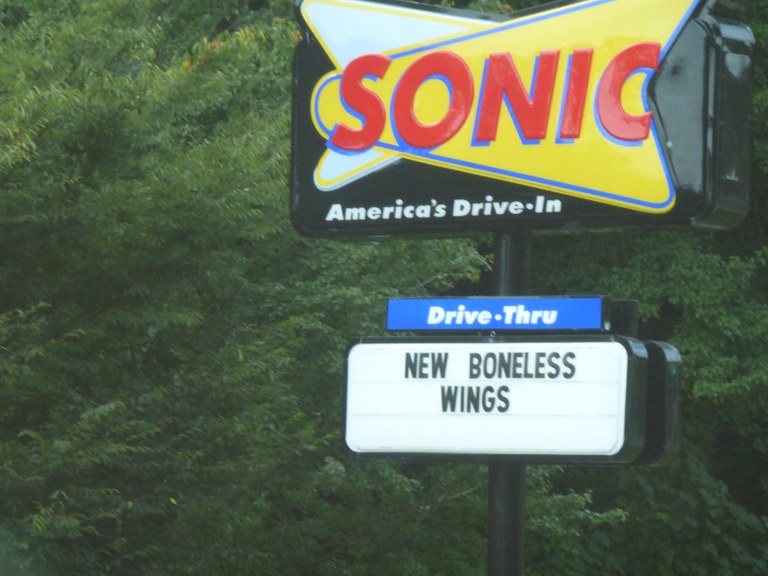 SONIC
America's Drive-In
Drive-Thru
NEW BONELESS
WINGS